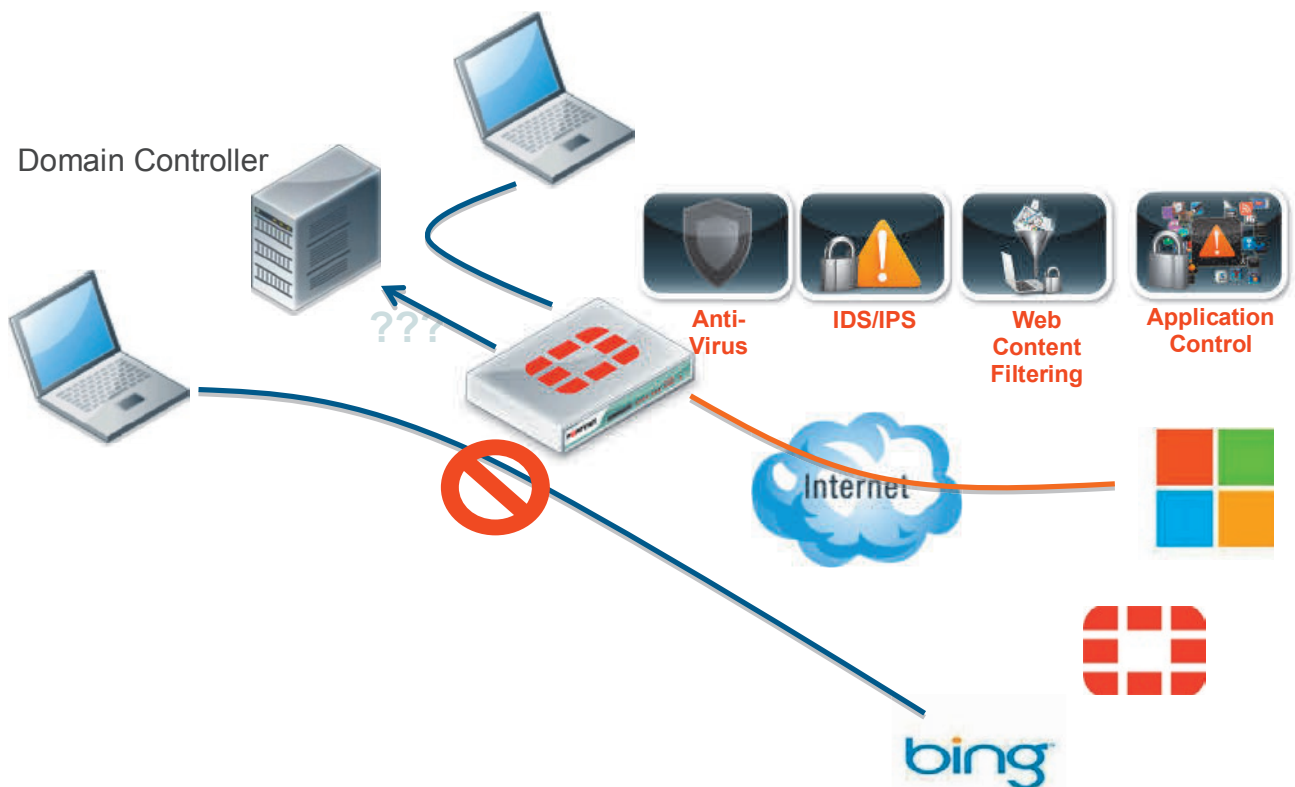 Domain Controller
???
Anti-
Virus
IDS/IPS
Web
Content
Filtering
Application
Control
Internet
bing